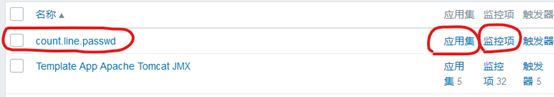 名称▲ 应用集 监控项 触发器
count.line.passwd 应用集 监控项 触发器
Template App Apache Tomcat JMX 应用集 5 监控项 32 触发器 5